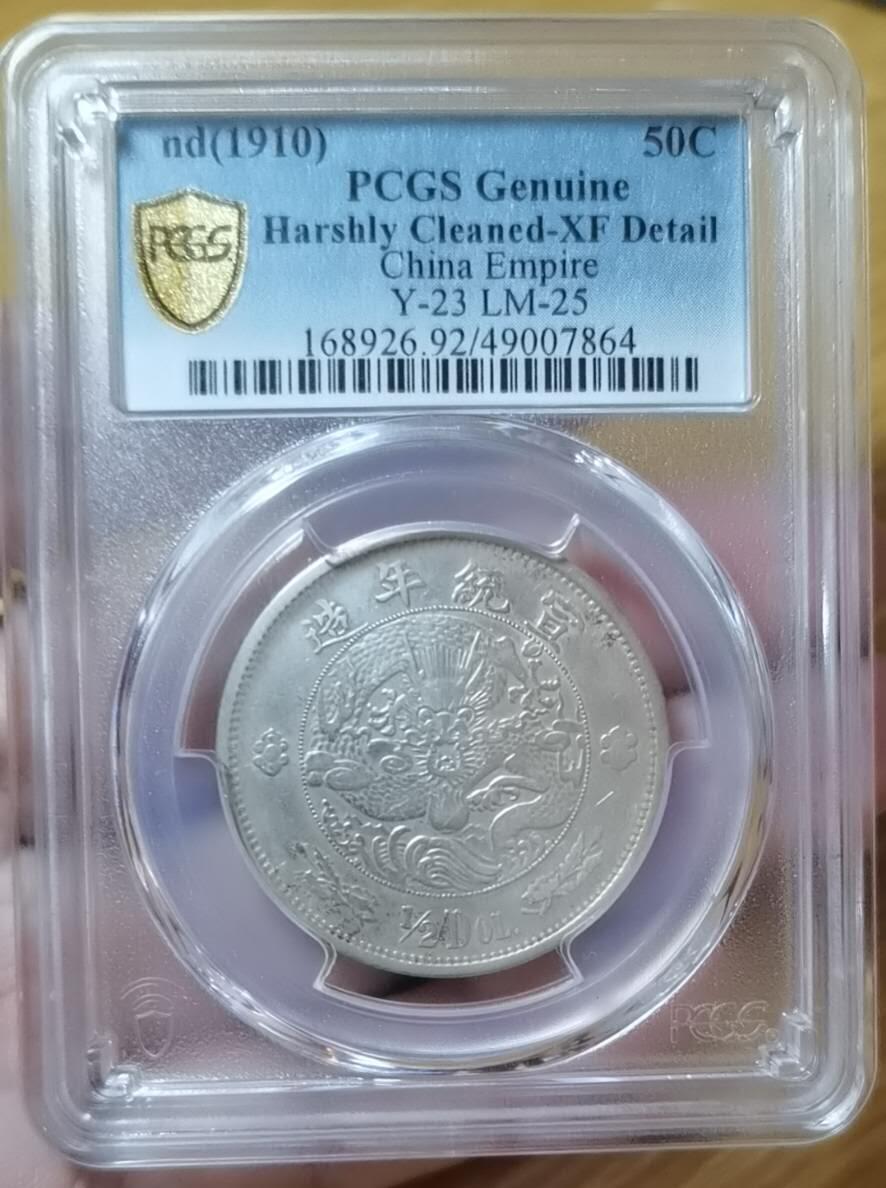 nd(1910) 50C
PCGS Genuine
PCGS
Harshly Cleaned-XF Detail
China Empire
Y-23 LM-25
168926.92/49007864
造年統宣
1/2 DOL.
PCGS